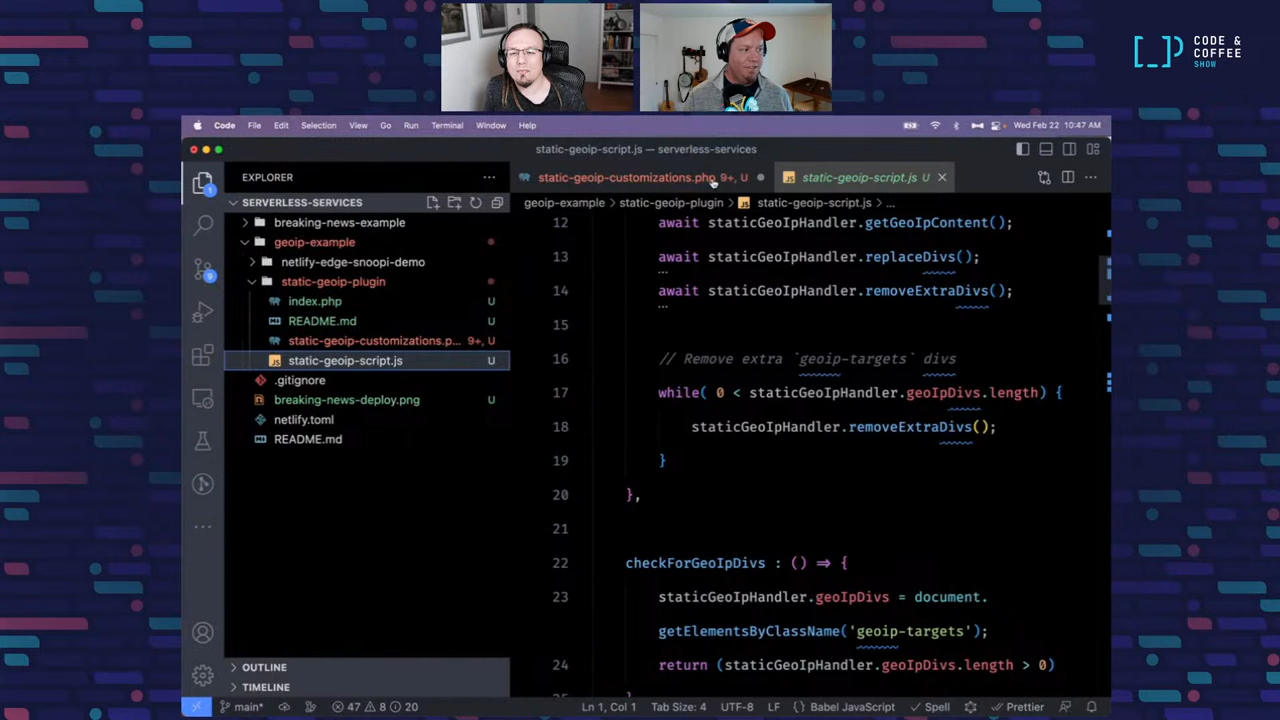 CODE &
COFFEE
SHOW
Code File Edit Selection View Go Run Terminal Window Help
Wed Feb 22 10:47 AM
static-geoip-script.js — serverless-services
EXPLORER
static-geoip-customizations.php 9+, U
JS static-geoip-script.js U
SERVERLESS-SERVICES
geoip-example > static-geoip-plugin > JS static-geoip-script.js > ...
breaking-news-example
geoip-example
netlify-edge-snoopi-demo
static-geoip-plugin
index.php U
README.md U
static-geoip-customizations.p... 9+, U
JS static-geoip-script.js U
.gitignore
breaking-news-deploy.png U
netlify.toml
README.md
OUTLINE
TIMELINE
12 await staticGeoIpHandler.getGeoIpContent();
13 await staticGeoIpHandler.replaceDivs();
14 await staticGeoIpHandler.removeExtraDivs();
15
16 // Remove extra `geoip-targets` divs
17 while( 0 < staticGeoIpHandler.geoIpDivs.length) {
18 staticGeoIpHandler.removeExtraDivs();
19 }
20 },
21
22 checkForGeoIpDivs : () => {
23 staticGeoIpHandler.geoIpDivs = document.
getElementsByClassName('geoip-targets');
24 return (staticGeoIpHandler.geoIpDivs.length > 0)
main* 47 8 20
Ln 1, Col 1 Tab Size: 4 UTF-8 LF {} Babel JavaScript Spell Prettier